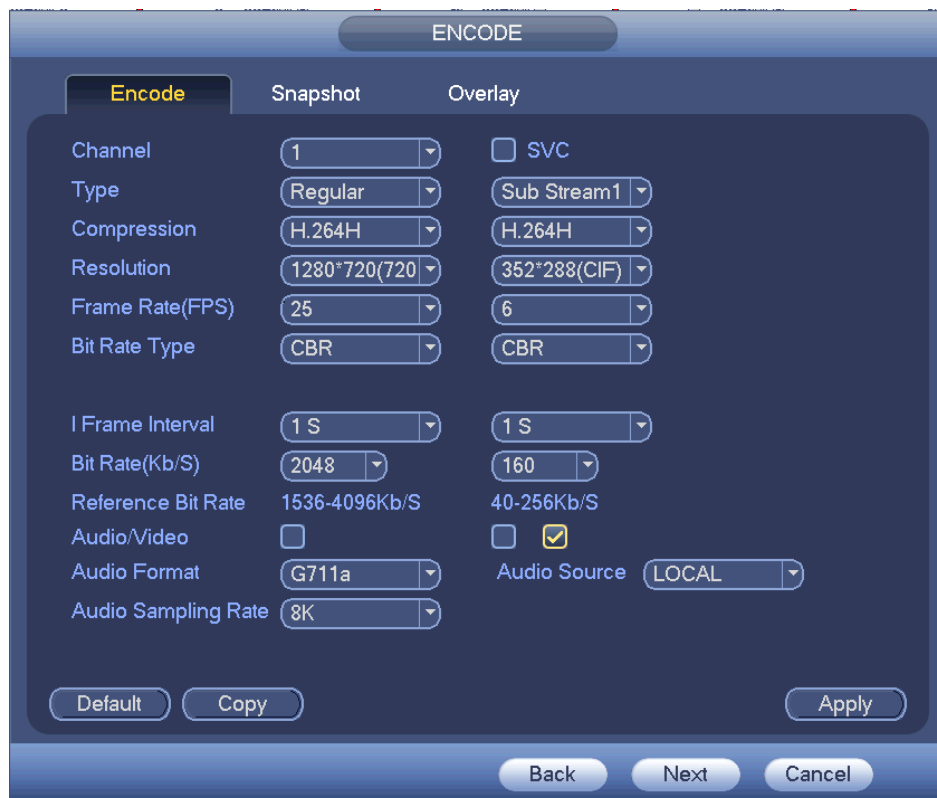 ENCODE
Encode Snapshot Overlay
Channel 1 SVC
Type Regular Sub Stream1
Compression H.264H H.264H
Resolution 1280*720(720 352*288(CIF)
Frame Rate(FPS) 25 6
Bit Rate Type CBR CBR
I Frame Interval 1 S 1 S
Bit Rate(Kb/S) 2048 160
Reference Bit Rate 1536-4096Kb/S 40-256Kb/S
Audio/Video
Audio Format G711a Audio Source LOCAL
Audio Sampling Rate 8K
Default Copy Apply
Back Next Cancel